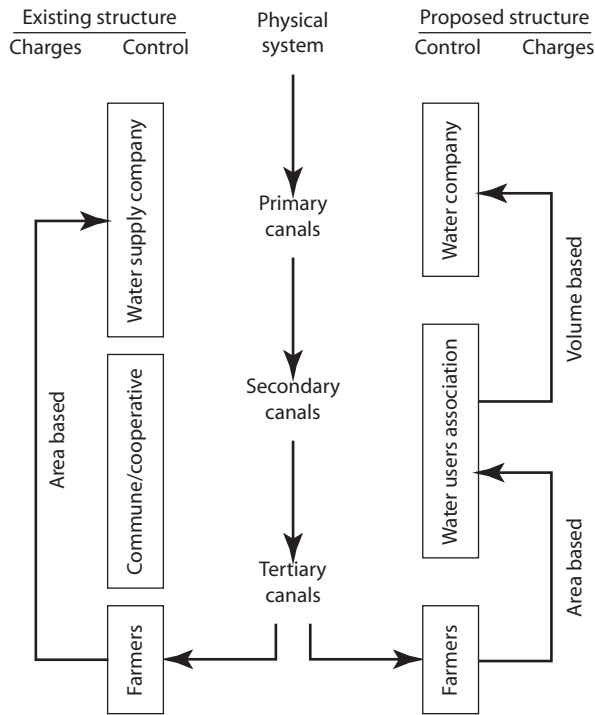 Existing structure
Charges Control
Physical
system
Proposed structure
Control Charges
Water supply company
Commune/cooperative
Farmers
Area based
Primary
canals
Secondary
canals
Tertiary
canals
Water company
Water users association
Farmers
Volume based
Area based